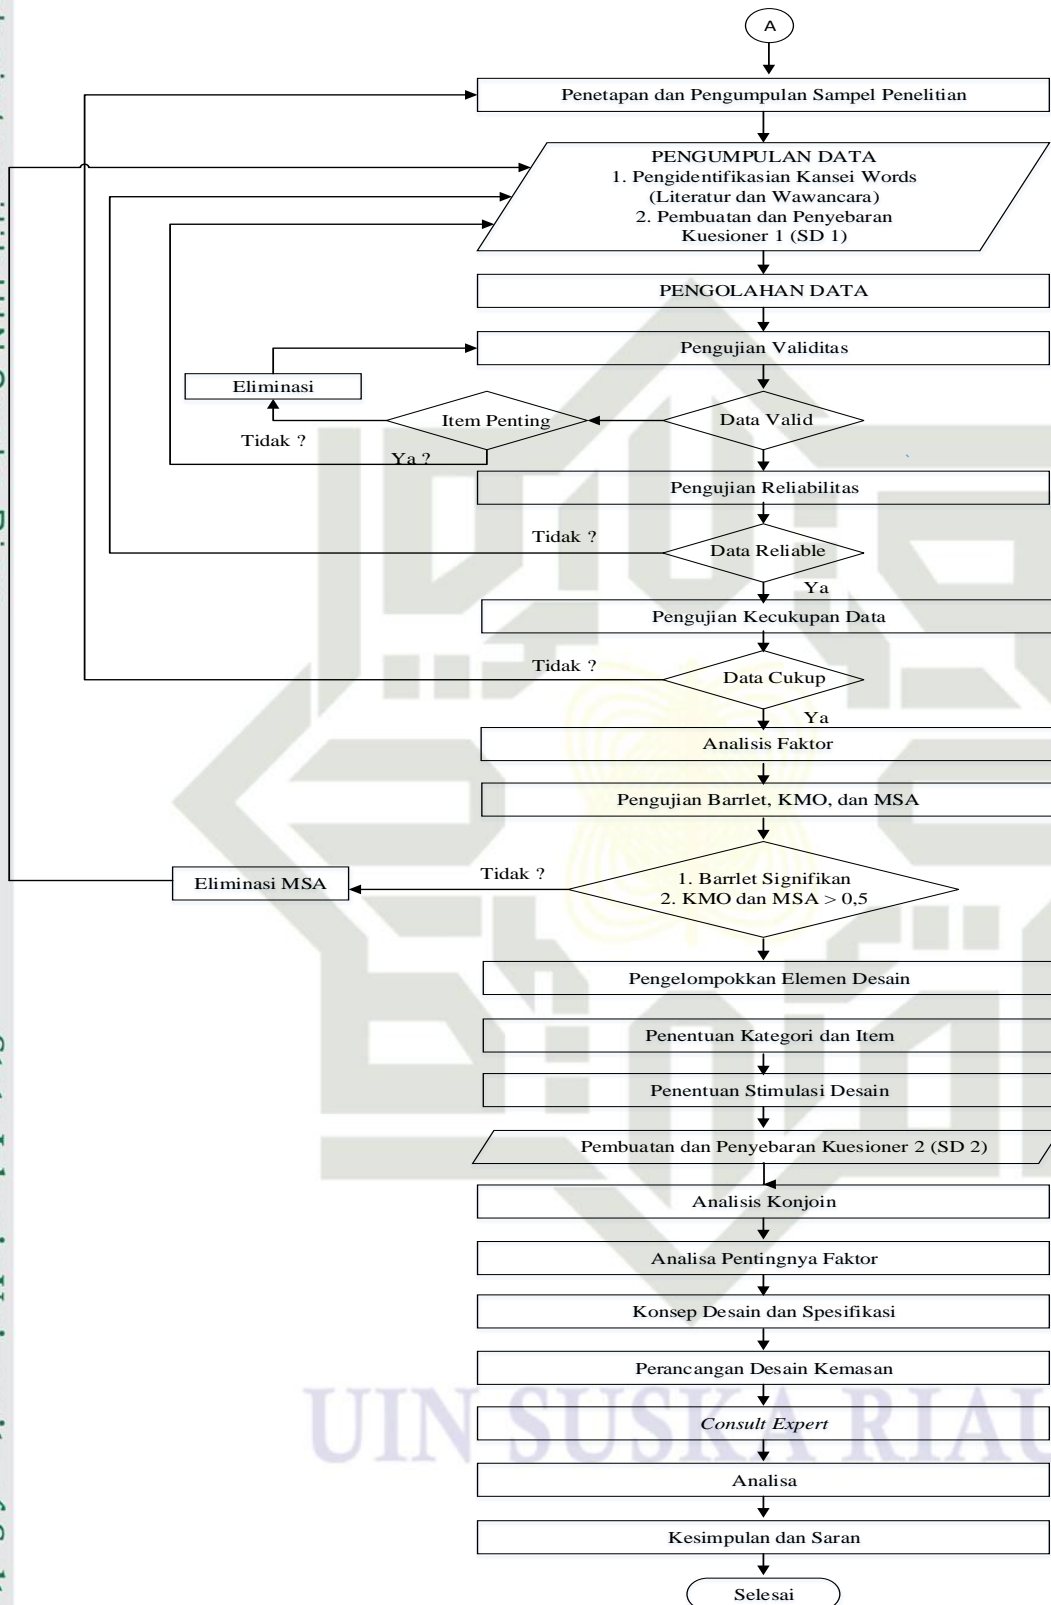 A
Penetapan dan Pengumpulan Sampel Penelitian
PENGUMPULAN DATA
1. Pengidentifikasian Kansei Words
(Literatur dan Wawancara)
2. Pembuatan dan Penyebaran
Kuesioner 1 (SD 1)
PENGOLAHAN DATA
Pengujian Validitas
Eliminasi
Item Penting
Data Valid
Tidak ?
Ya ?
Pengujian Reliabilitas
Tidak ?
Data Reliable
Ya
Pengujian Kecukupan Data
Tidak ?
Data Cukup
Ya
Analisis Faktor
Pengujian Barrlet, KMO, dan MSA
Eliminasi MSA
Tidak ?
1. Barrlet Signifikan
2. KMO dan MSA > 0,5
Pengelompokkan Elemen Desain
Penentuan Kategori dan Item
Penentuan Stimulasi Desain
Pembuatan dan Penyebaran Kuesioner 2 (SD 2)
Analisis Konjoin
Analisa Pentingnya Faktor
Konsep Desain dan Spesifikasi
Perancangan Desain Kemasan
UIN SUSKA RIAU
Consult Expert
Analisa
Kesimpulan dan Saran
Selesai